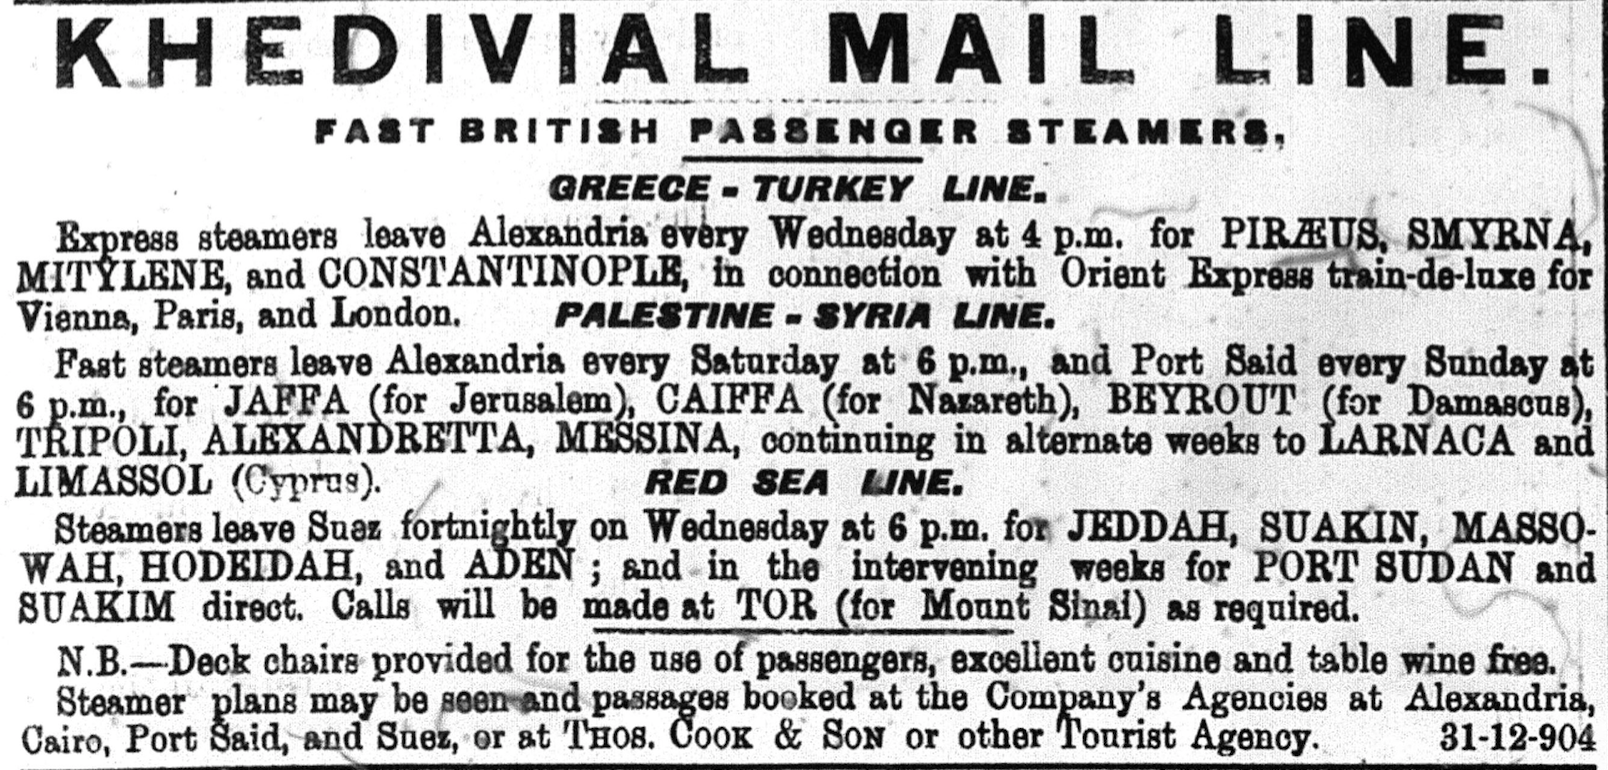 KHEDIVIAL MAIL LINE.
FAST BRITISH PASSENGER STEAMERS,
GREECE - TURKEY LINE.
Express steamers leave Alexandria every Wednesday at 4 p.m. for PIRÆUS, SMYRNA,
MITYLENE, and CONSTANTINOPLE, in connection with Orient Express train-de-luxe for
Vienna, Paris, and London. PALESTINE - SYRIA LINE.
Fast steamers leave Alexandria every Saturday at 6 p.m., and Port Said every Sunday at
6 p.m., for JAFFA (for Jerusalem), CAIFFA (for Nazareth), BEYROUT (for Damascus),
TRIPOLI, ALEXANDRETTA, MESSINA, continuing in alternate weeks to LARNACA and
LIMASSOL (Cyprus). RED SEA LINE.
Steamers leave Suez fortnightly on Wednesday at 6 p.m. for JEDDAH, SUAKIN, MASSO-
WAH, HODEIDAH, and ADEN ; and in the intervening weeks for PORT SUDAN and
SUAKIM direct. Calls will be made at TOR (for Mount Sinai) as required.
N.B.—Deck chairs provided for the use of passengers, excellent cuisine and table wine free.
Steamer plans may be seen and passages booked at the Company's Agencies at Alexandria,
Cairo, Port Said, and Suez, or at THOS. COOK & SON or other Tourist Agency. 31-12-904